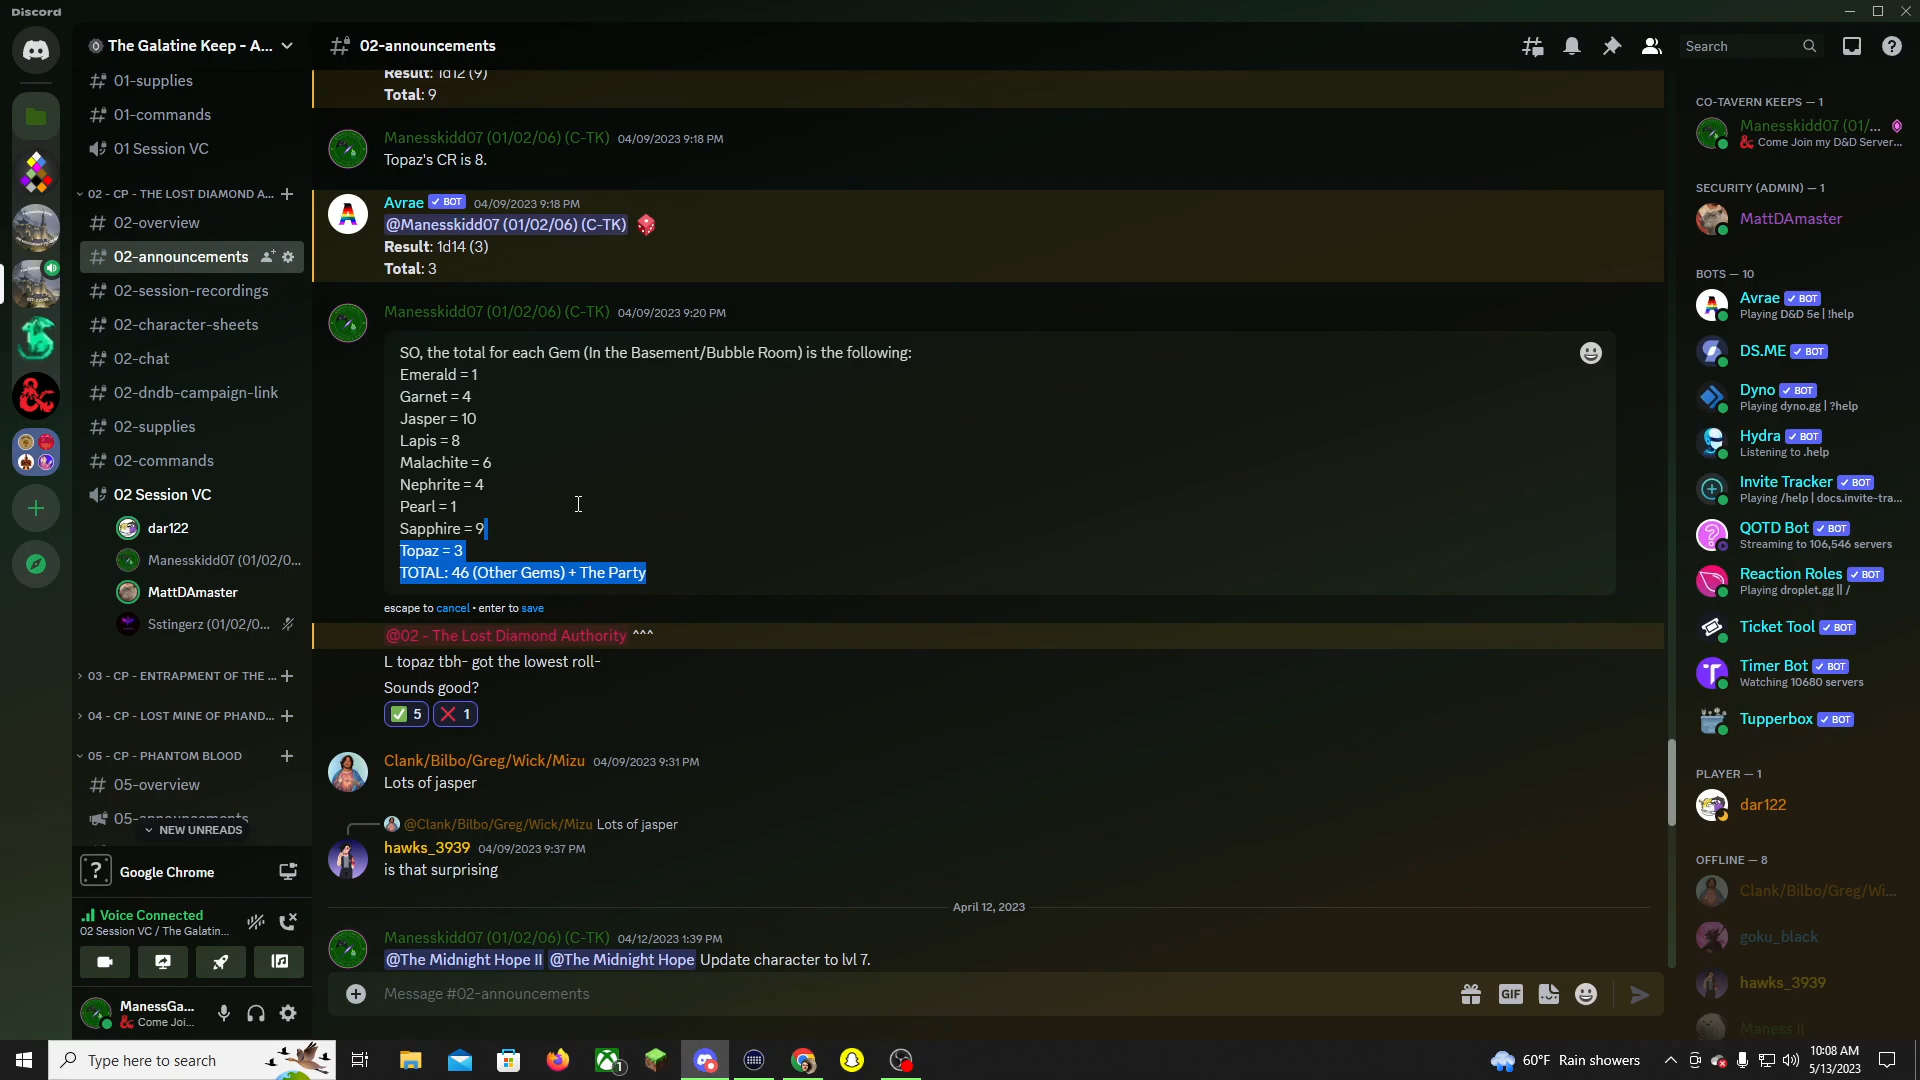 Discord
The Galatine Keep - A...
01-supplies
01-commands
01 Session VC
02 - CP - THE LOST DIAMOND A...
02-overview
02-announcements
02-session-recordings
02-character-sheets
02-chat
02-dndb-campaign-link
02-supplies
02-commands
02 Session VC
dar122
Manesskidd07 (01/02/0...
MattDAmaster
Sstingerz (01/02/0...
03 - CP - ENTRAPMENT OF THE ...
04 - CP - LOST MINE OF PHAND...
05 - CP - PHANTOM BLOOD
05-overview
05-announcements
NEW UNREADS
? Google Chrome
Voice Connected
02 Session VC / The Galatin...
ManessGa...
Come Joi...
02-announcements
Search
Result: 1d12 (9)
Total: 9
Manesskidd07 (01/02/06) (C-TK) 04/09/2023 9:18 PM
Topaz's CR is 8.
A
Avrae ✓ BOT 04/09/2023 9:18 PM
@Manesskidd07 (01/02/06) (C-TK)
Result: 1d14 (3)
Total: 3
Manesskidd07 (01/02/06) (C-TK) 04/09/2023 9:20 PM
SO, the total for each Gem (In the Basement/Bubble Room) is the following:
Emerald = 1
Garnet = 4
Jasper = 10
Lapis = 8
Malachite = 6
Nephrite = 4
Pearl = 1
Sapphire = 9
Topaz = 3
TOTAL: 46 (Other Gems) + The Party
escape to cancel • enter to save
@02 - The Lost Diamond Authority ^^^
L topaz tbh- got the lowest roll-
Sounds good?
✅ 5 ❌ 1
Clank/Bilbo/Greg/Wick/Mizu 04/09/2023 9:31 PM
Lots of jasper
@Clank/Bilbo/Greg/Wick/Mizu Lots of jasper
hawks_3939 04/09/2023 9:37 PM
is that surprising
April 12, 2023
Manesskidd07 (01/02/06) (C-TK) 04/12/2023 1:39 PM
@The Midnight Hope II @The Midnight Hope Update character to lvl 7.
Message #02-announcements
GIF
CO-TAVERN KEEPS — 1
Manesskidd07 (01/...
Come Join my D&D Server...
SECURITY (ADMIN) — 1
MattDAmaster
BOTS — 10
Avrae ✓ BOT
Playing D&D 5e | !help
DS.ME ✓ BOT
Dyno ✓ BOT
Playing dyno.gg | ?help
Hydra ✓ BOT
Listening to .help
Invite Tracker ✓ BOT
Playing /help | docs.invite-tra...
QOTD Bot ✓ BOT
Streaming to 106,546 servers
Reaction Roles ✓ BOT
Playing droplet.gg || /
Ticket Tool ✓ BOT
Timer Bot ✓ BOT
Watching 10680 servers
Tupperbox ✓ BOT
PLAYER — 1
dar122
OFFLINE — 8
Clank/Bilbo/Greg/Wi...
goku_black
hawks_3939
Maness II
Type here to search
1
60°F Rain showers
10:08 AM
5/13/2023